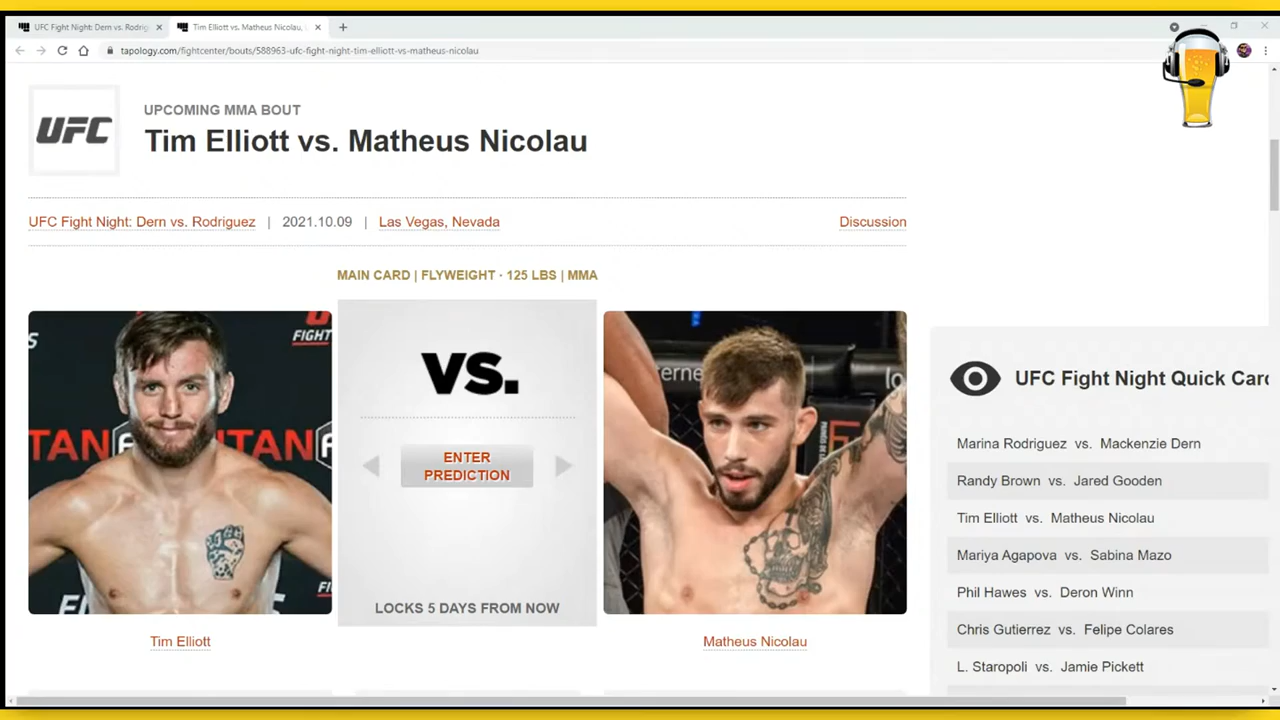 UFC Fight Night: Dern vs. Rodrig
Tim Elliott vs. Matheus Nicolau,
tapology.com/fightcenter/bouts/588963-ufc-fight-night-tim-elliott-vs-matheus-nicolau
UFC
UPCOMING MMA BOUT
Tim Elliott vs. Matheus Nicolau
UFC Fight Night: Dern vs. Rodriguez | 2021.10.09 | Las Vegas, Nevada
Discussion
MAIN CARD | FLYWEIGHT · 125 LBS | MMA
FIGHT
VS.
ENTER
PREDICTION
LOCKS 5 DAYS FROM NOW
Tim Elliott
Matheus Nicolau
UFC Fight Night Quick Card
Marina Rodriguez vs. Mackenzie Dern
Randy Brown vs. Jared Gooden
Tim Elliott vs. Matheus Nicolau
Mariya Agapova vs. Sabina Mazo
Phil Hawes vs. Deron Winn
Chris Gutierrez vs. Felipe Colares
L. Staropoli vs. Jamie Pickett